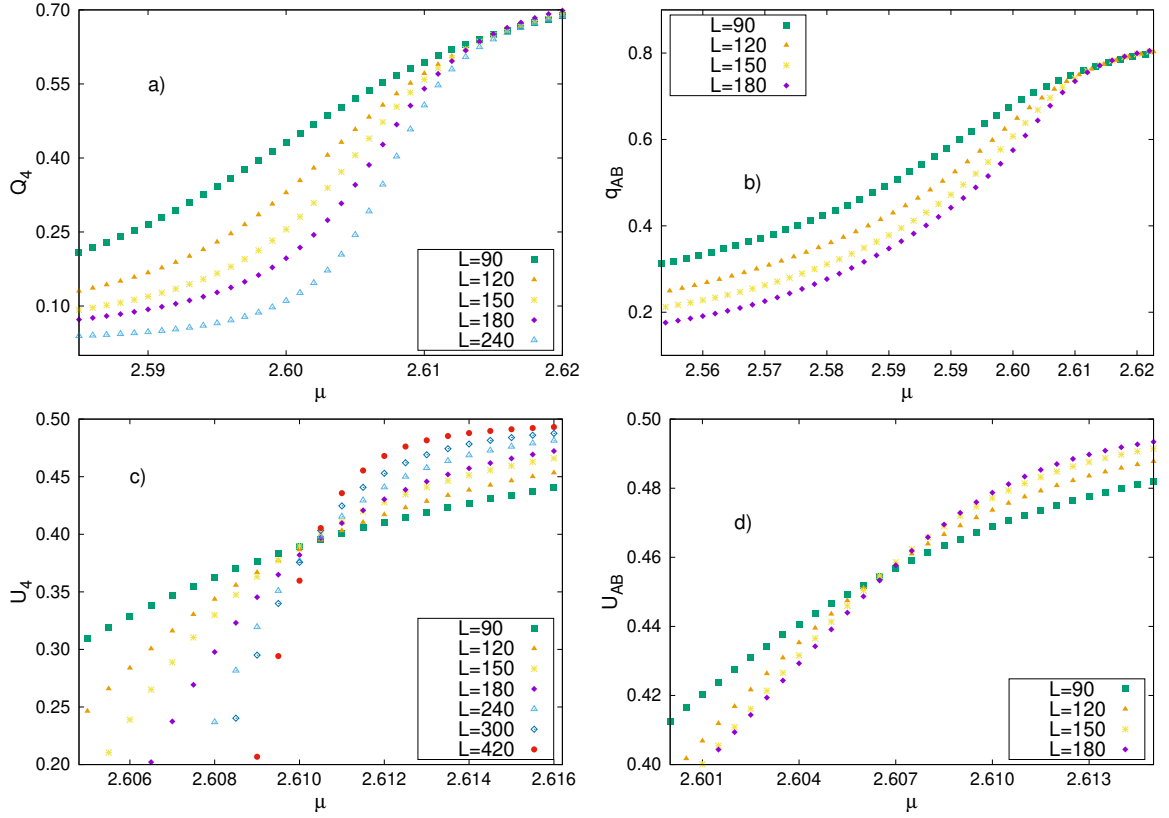 0.70
0.55
0.40
0.25
0.10
Q4
a)
L=90
L=120
L=150
L=180
L=240
2.59 2.60 2.61 2.62
μ
0.8
0.6
0.4
0.2
qAB
L=90
L=120
L=150
L=180
b)
2.56 2.57 2.58 2.59 2.60 2.61 2.62
μ
0.50
0.45
0.40
0.35
0.30
0.25
0.20
U4
c)
L=90
L=120
L=150
L=180
L=240
L=300
L=420
2.606 2.608 2.610 2.612 2.614 2.616
μ
0.50
0.48
0.46
0.44
0.42
0.40
UAB
d)
L=90
L=120
L=150
L=180
2.601 2.604 2.607 2.610 2.613
μ